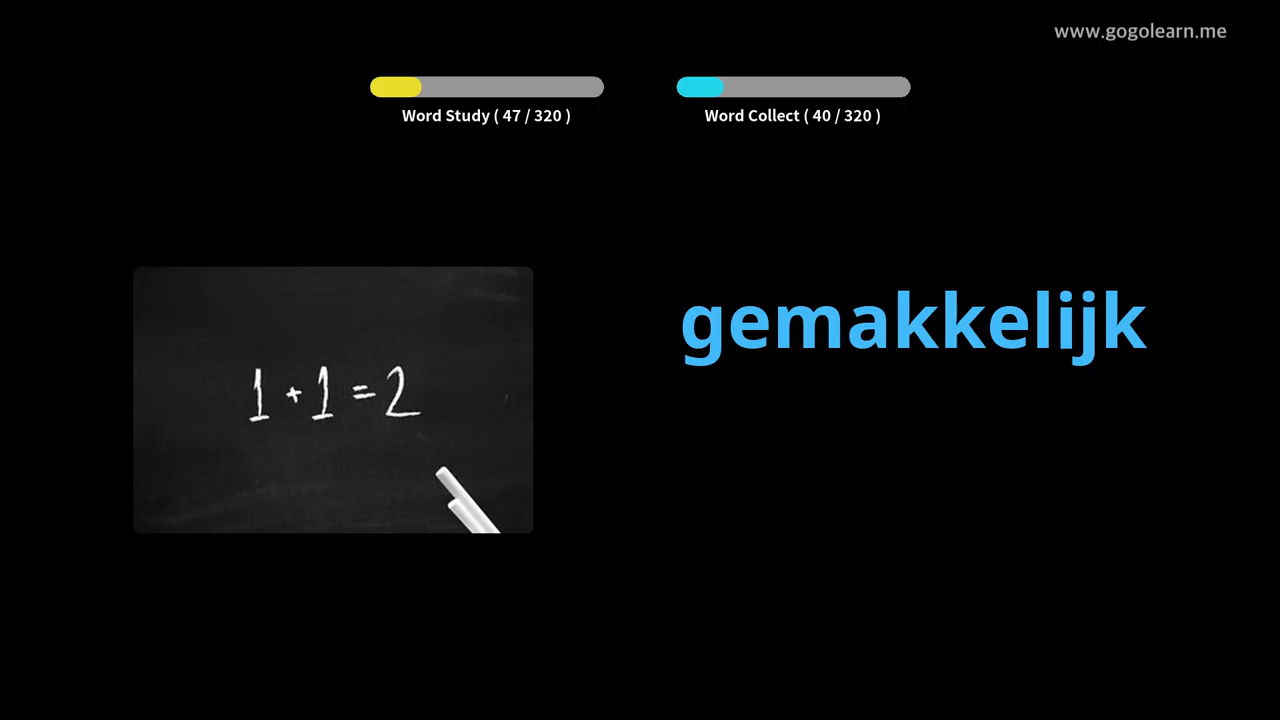 www.gogolearn.me
Word Study ( 47 / 320 )
Word Collect ( 40 / 320 )
gemakkelijk
1 + 1 = 2